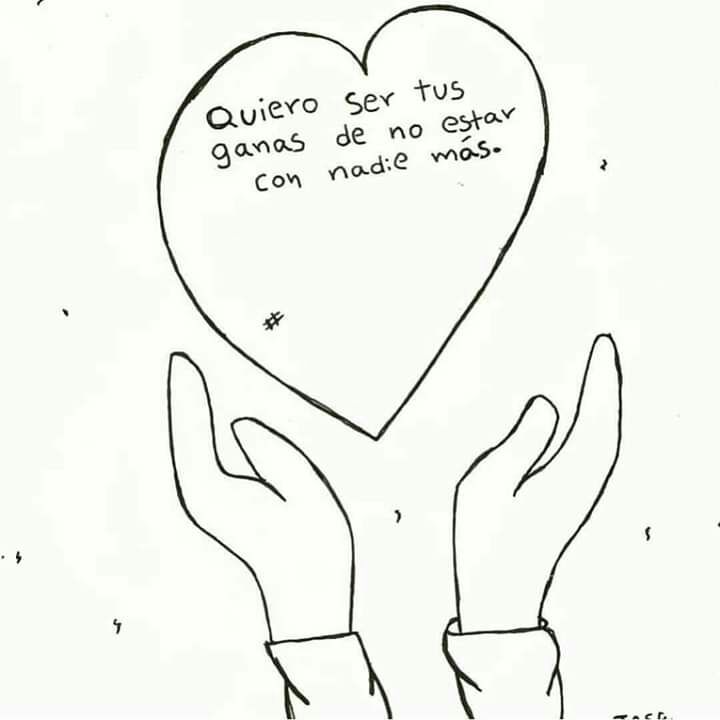 Quiero ser tus
ganas de no estar
con nadie más.
#